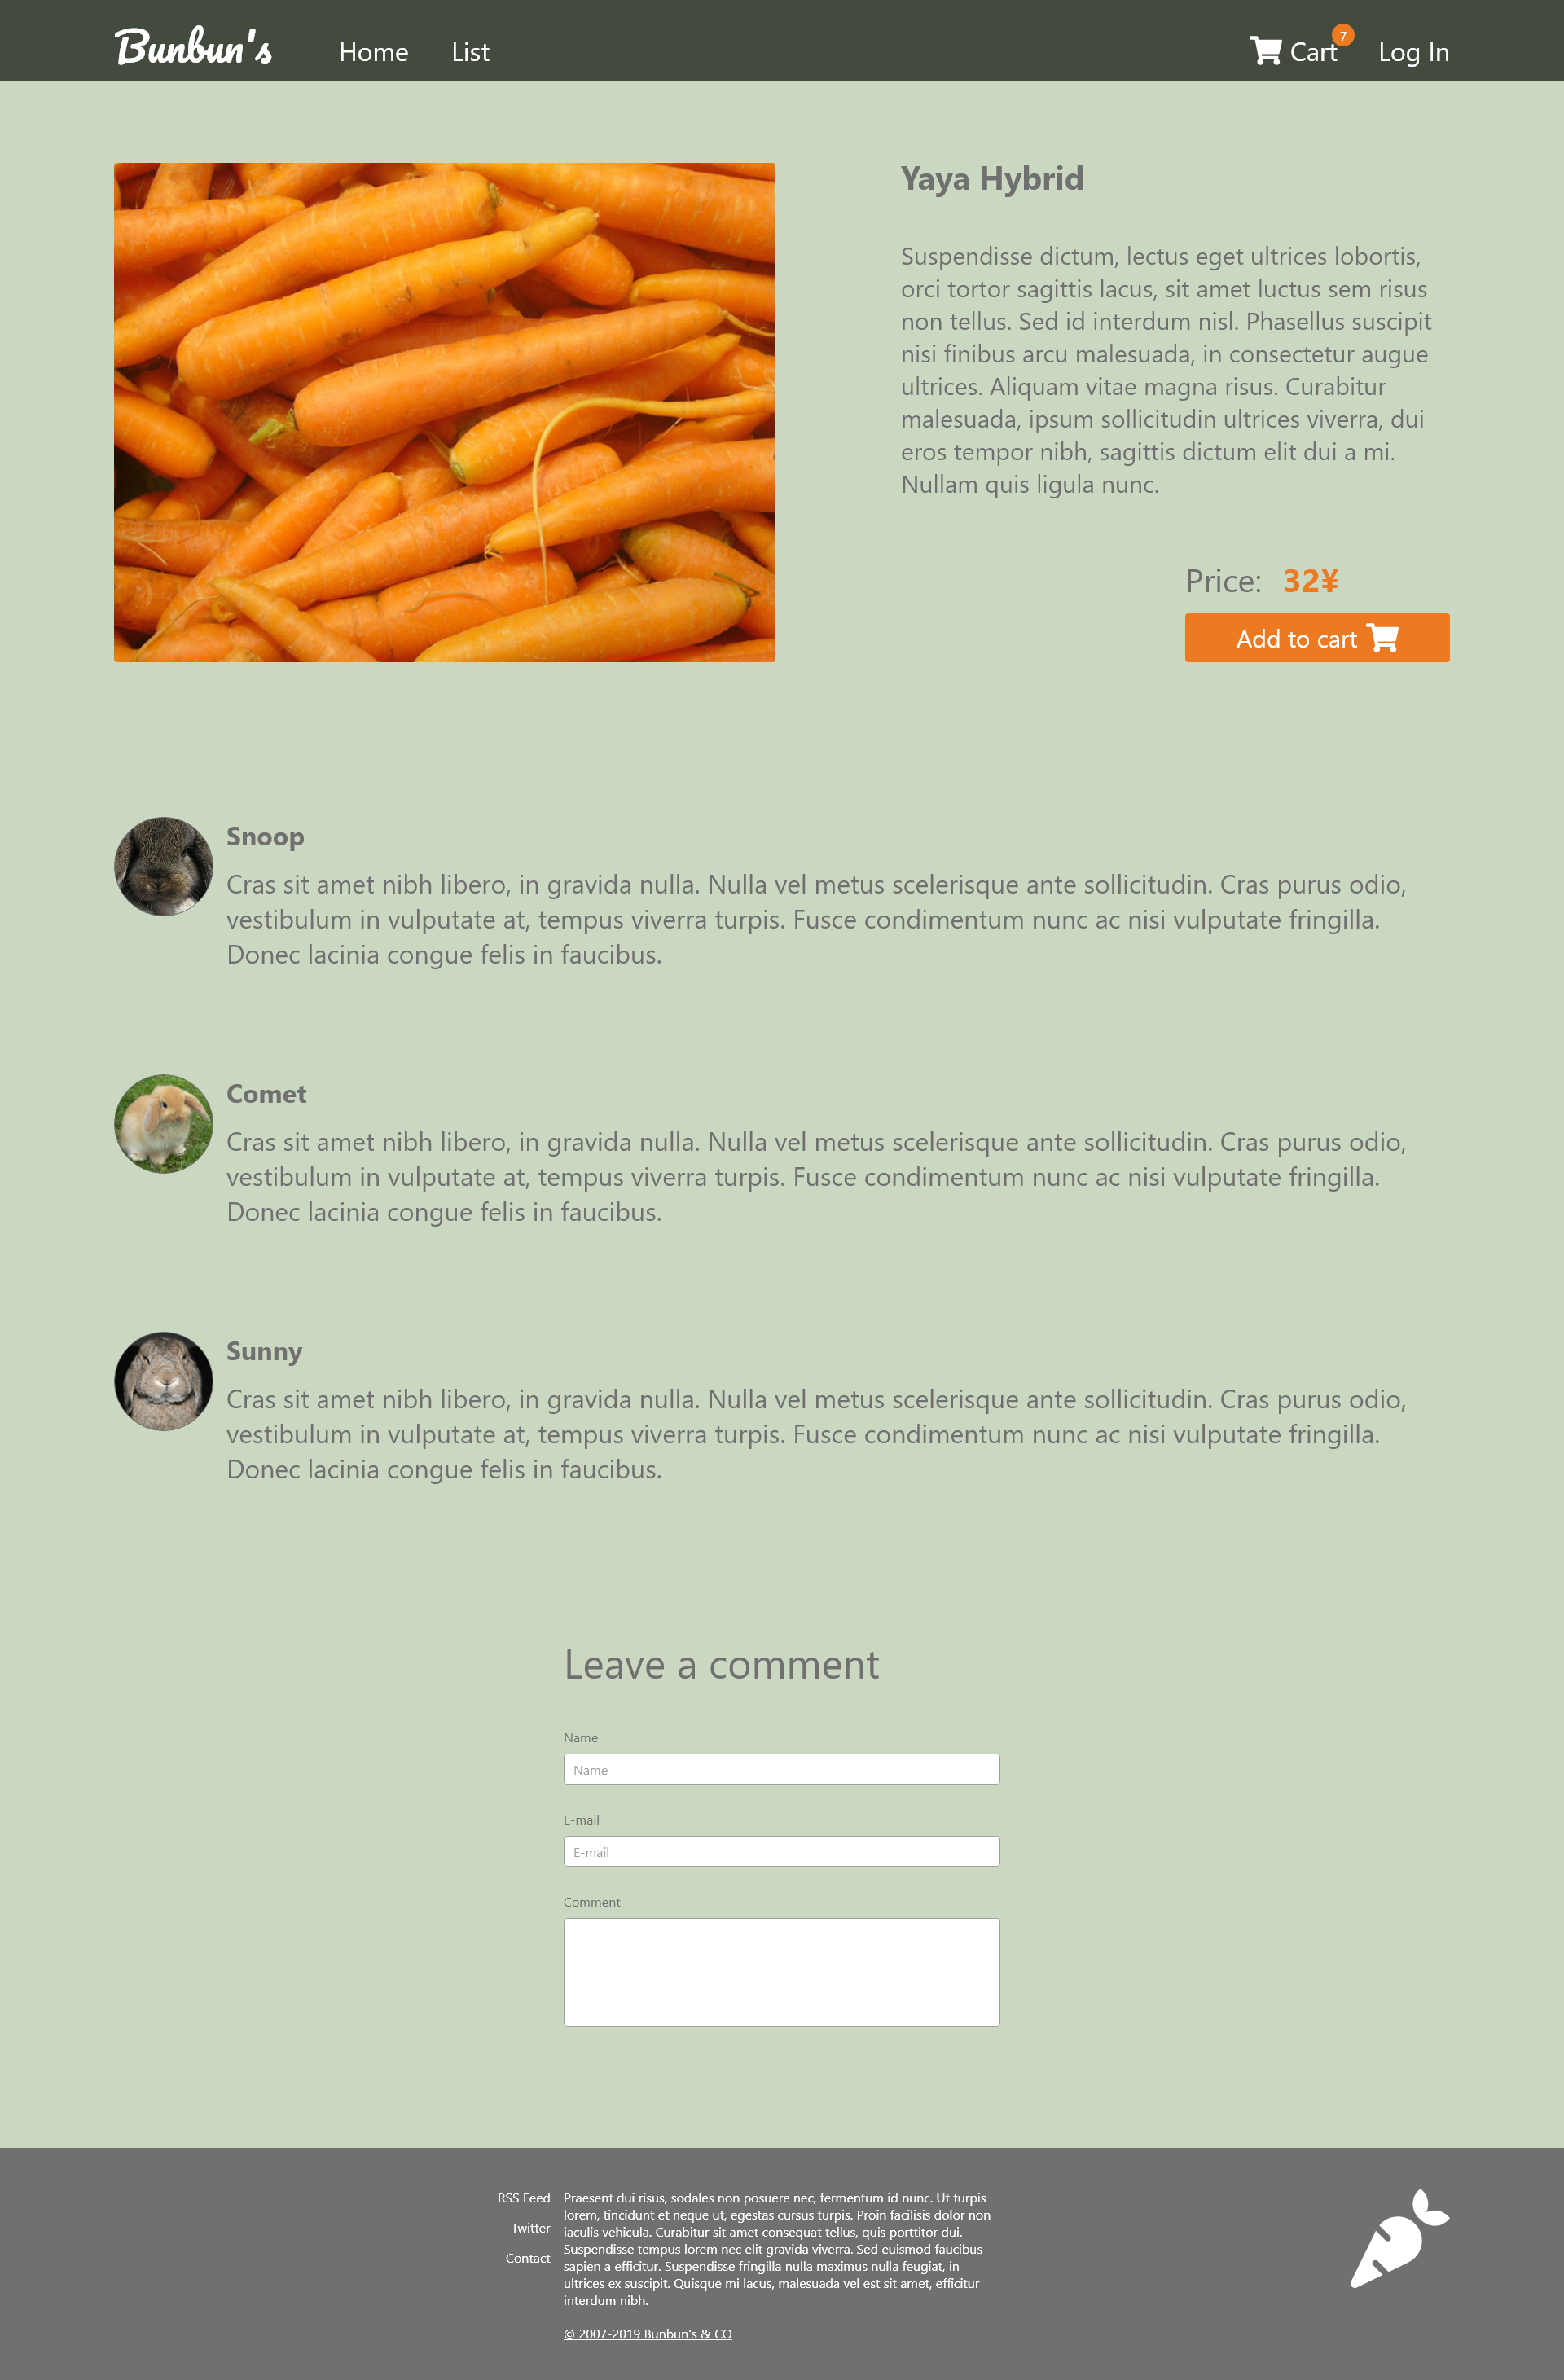 Bunbun's Home List Cart 7 Log In
Yaya Hybrid
Suspendisse dictum, lectus eget ultrices lobortis,
orci tortor sagittis lacus, sit amet luctus sem risus
non tellus. Sed id interdum nisl. Phasellus suscipit
nisi finibus arcu malesuada, in consectetur augue
ultrices. Aliquam vitae magna risus. Curabitur
malesuada, ipsum sollicitudin ultrices viverra, dui
eros tempor nibh, sagittis dictum elit dui a mi.
Nullam quis ligula nunc.
Price: 32¥
Add to cart
Snoop
Cras sit amet nibh libero, in gravida nulla. Nulla vel metus scelerisque ante sollicitudin. Cras purus odio,
vestibulum in vulputate at, tempus viverra turpis. Fusce condimentum nunc ac nisi vulputate fringilla.
Donec lacinia congue felis in faucibus.
Comet
Cras sit amet nibh libero, in gravida nulla. Nulla vel metus scelerisque ante sollicitudin. Cras purus odio,
vestibulum in vulputate at, tempus viverra turpis. Fusce condimentum nunc ac nisi vulputate fringilla.
Donec lacinia congue felis in faucibus.
Sunny
Cras sit amet nibh libero, in gravida nulla. Nulla vel metus scelerisque ante sollicitudin. Cras purus odio,
vestibulum in vulputate at, tempus viverra turpis. Fusce condimentum nunc ac nisi vulputate fringilla.
Donec lacinia congue felis in faucibus.
Leave a comment
Name
Name
E-mail
E-mail
Comment
RSS Feed
Twitter
Contact
Praesent dui risus, sodales non posuere nec, fermentum id nunc. Ut turpis
lorem, tincidunt et neque ut, egestas cursus turpis. Proin facilisis dolor non
iaculis vehicula. Curabitur sit amet consequat tellus, quis porttitor dui.
Suspendisse tempus lorem nec elit gravida viverra. Sed euismod faucibus
sapien a efficitur. Suspendisse fringilla nulla maximus nulla feugiat, in
ultrices ex suscipit. Quisque mi lacus, malesuada vel est sit amet, efficitur
interdum nibh.
© 2007-2019 Bunbun's & CO